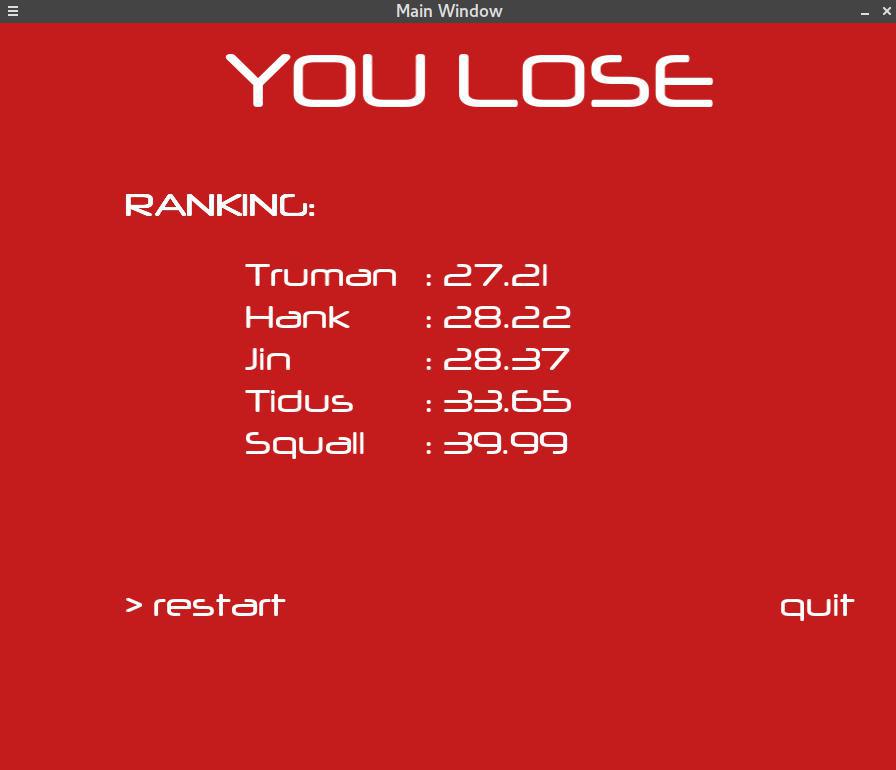 Main Window
YOU LOSE
RANKING:
Truman : 27.21
Hank : 28.22
Jin : 28.37
Tidus : 33.65
Squall : 39.99
> restart quit